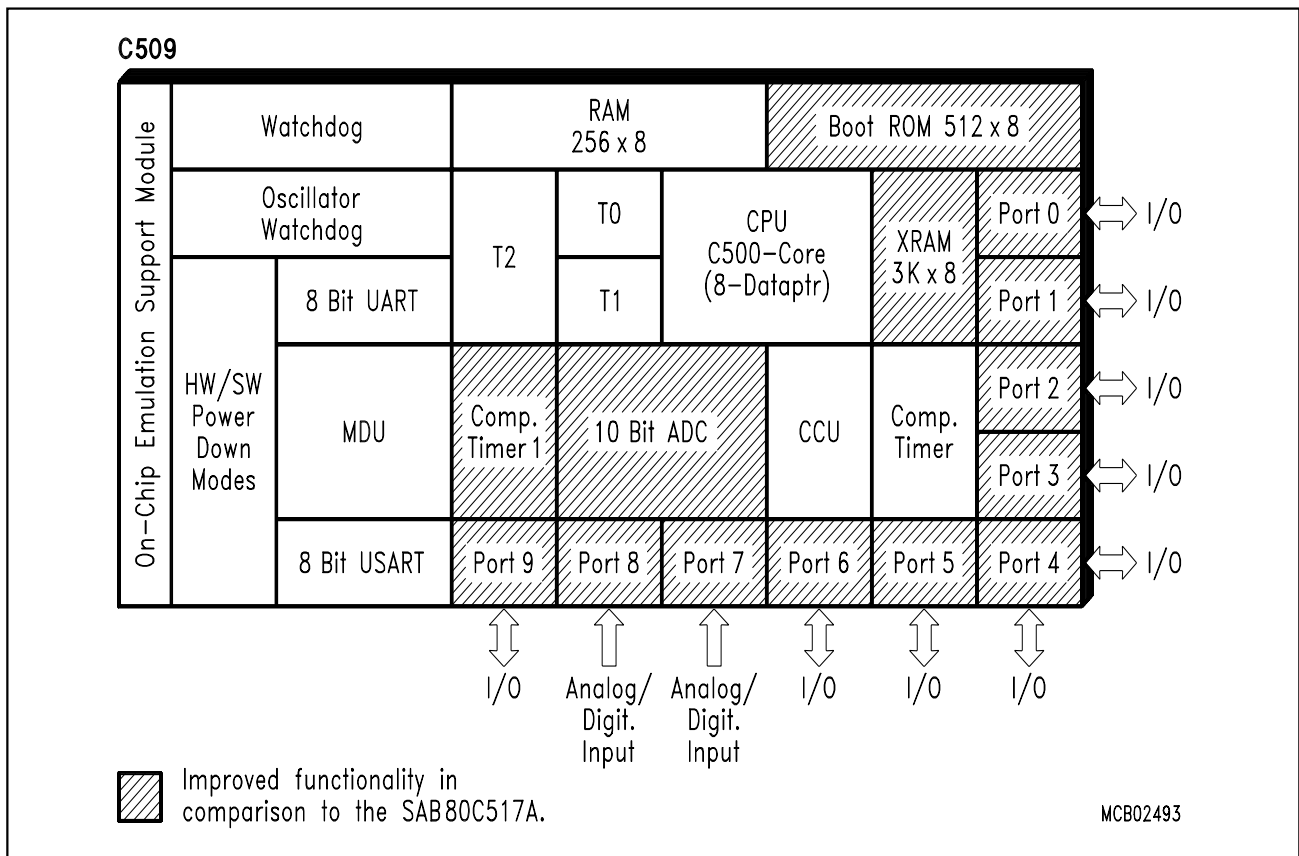 C509
On-Chip Emulation Support Module
Watchdog
RAM
256 x 8
Boot ROM 512 x 8
Oscillator
Watchdog
T2
T0
CPU
C500-Core
(8-Dataptr)
XRAM
3K x 8
Port 0
I/O
8 Bit UART
T1
Port 1
I/O
HW/SW
Power
Down
Modes
MDU
Comp.
Timer 1
10 Bit ADC
CCU
Comp.
Timer
Port 2
I/O
Port 3
I/O
8 Bit USART
Port 9
Port 8
Port 7
Port 6
Port 5
Port 4
I/O
I/O
Analog/
Digit.
Input
Analog/
Digit.
Input
I/O
I/O
I/O
Improved functionality in
comparison to the SAB80C517A.
MCB02493